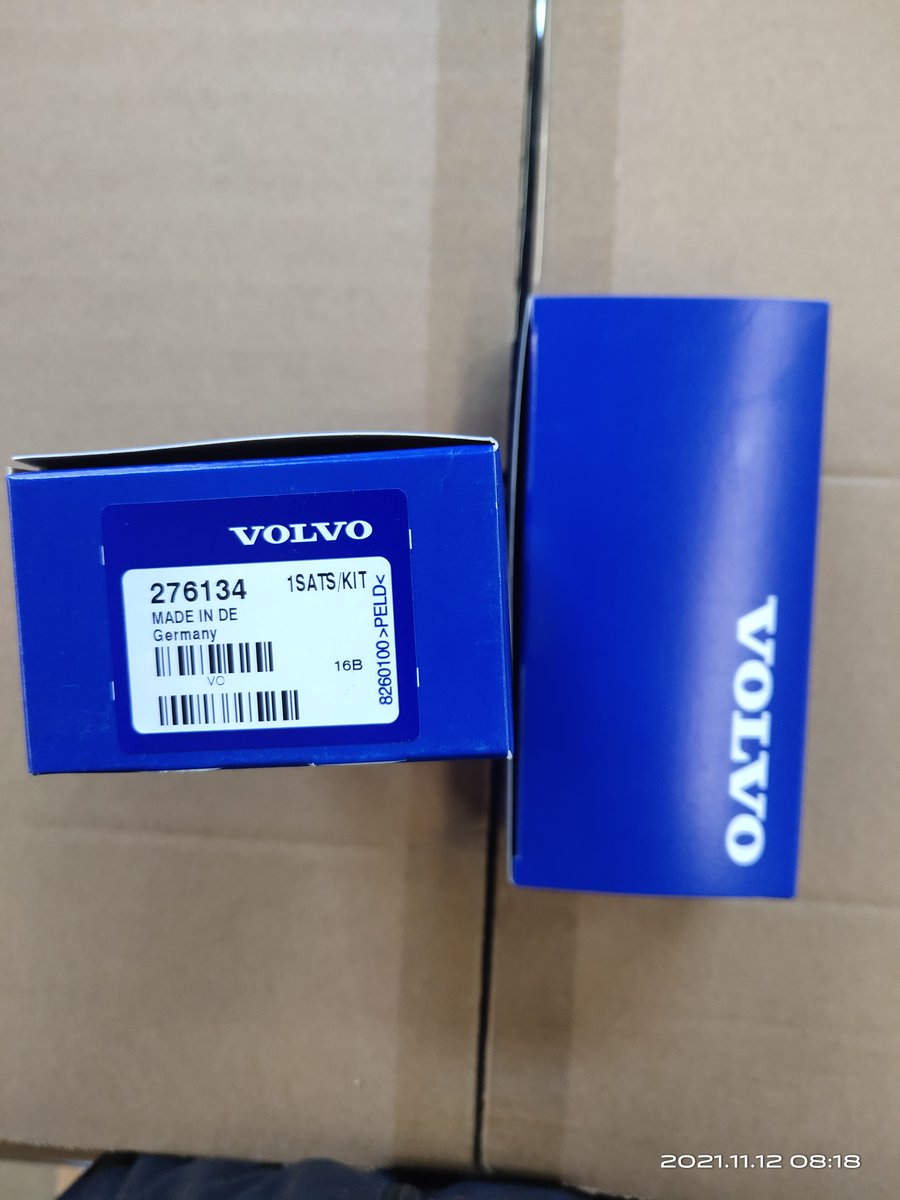 VOLVO
276134 1SATS/KIT
MADE IN DE
Germany
16B
VO
8260100>PELD<
VOLVO
2021.11.12 08:18